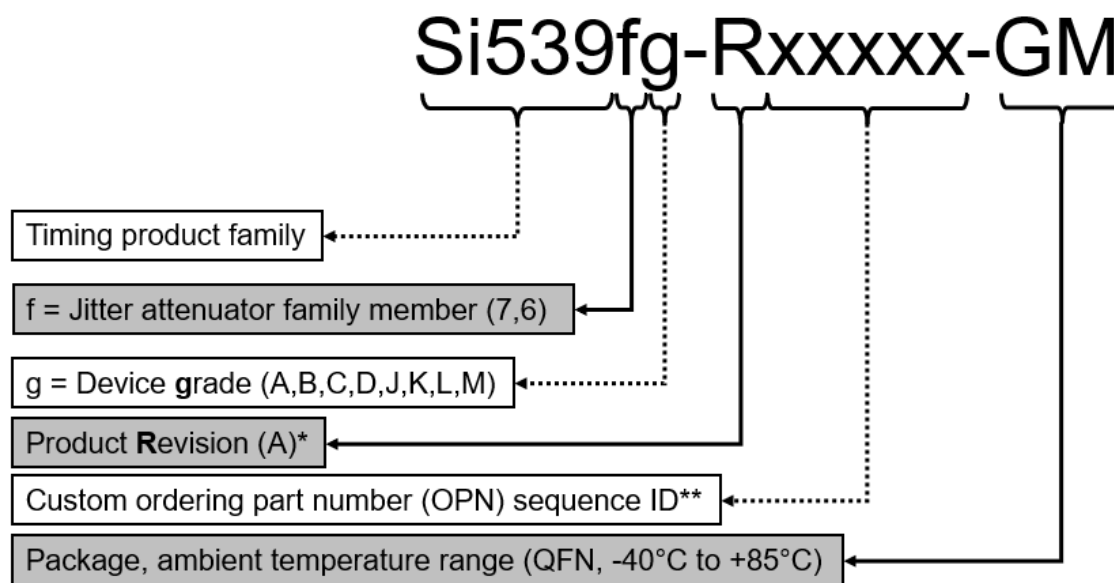 Si539fg-Rxxxxx-GM
Timing product family
f = Jitter attenuator family member (7,6)
g = Device grade (A,B,C,D,J,K,L,M)
Product Revision (A)*
Custom ordering part number (OPN) sequence ID**
Package, ambient temperature range (QFN, -40°C to +85°C)